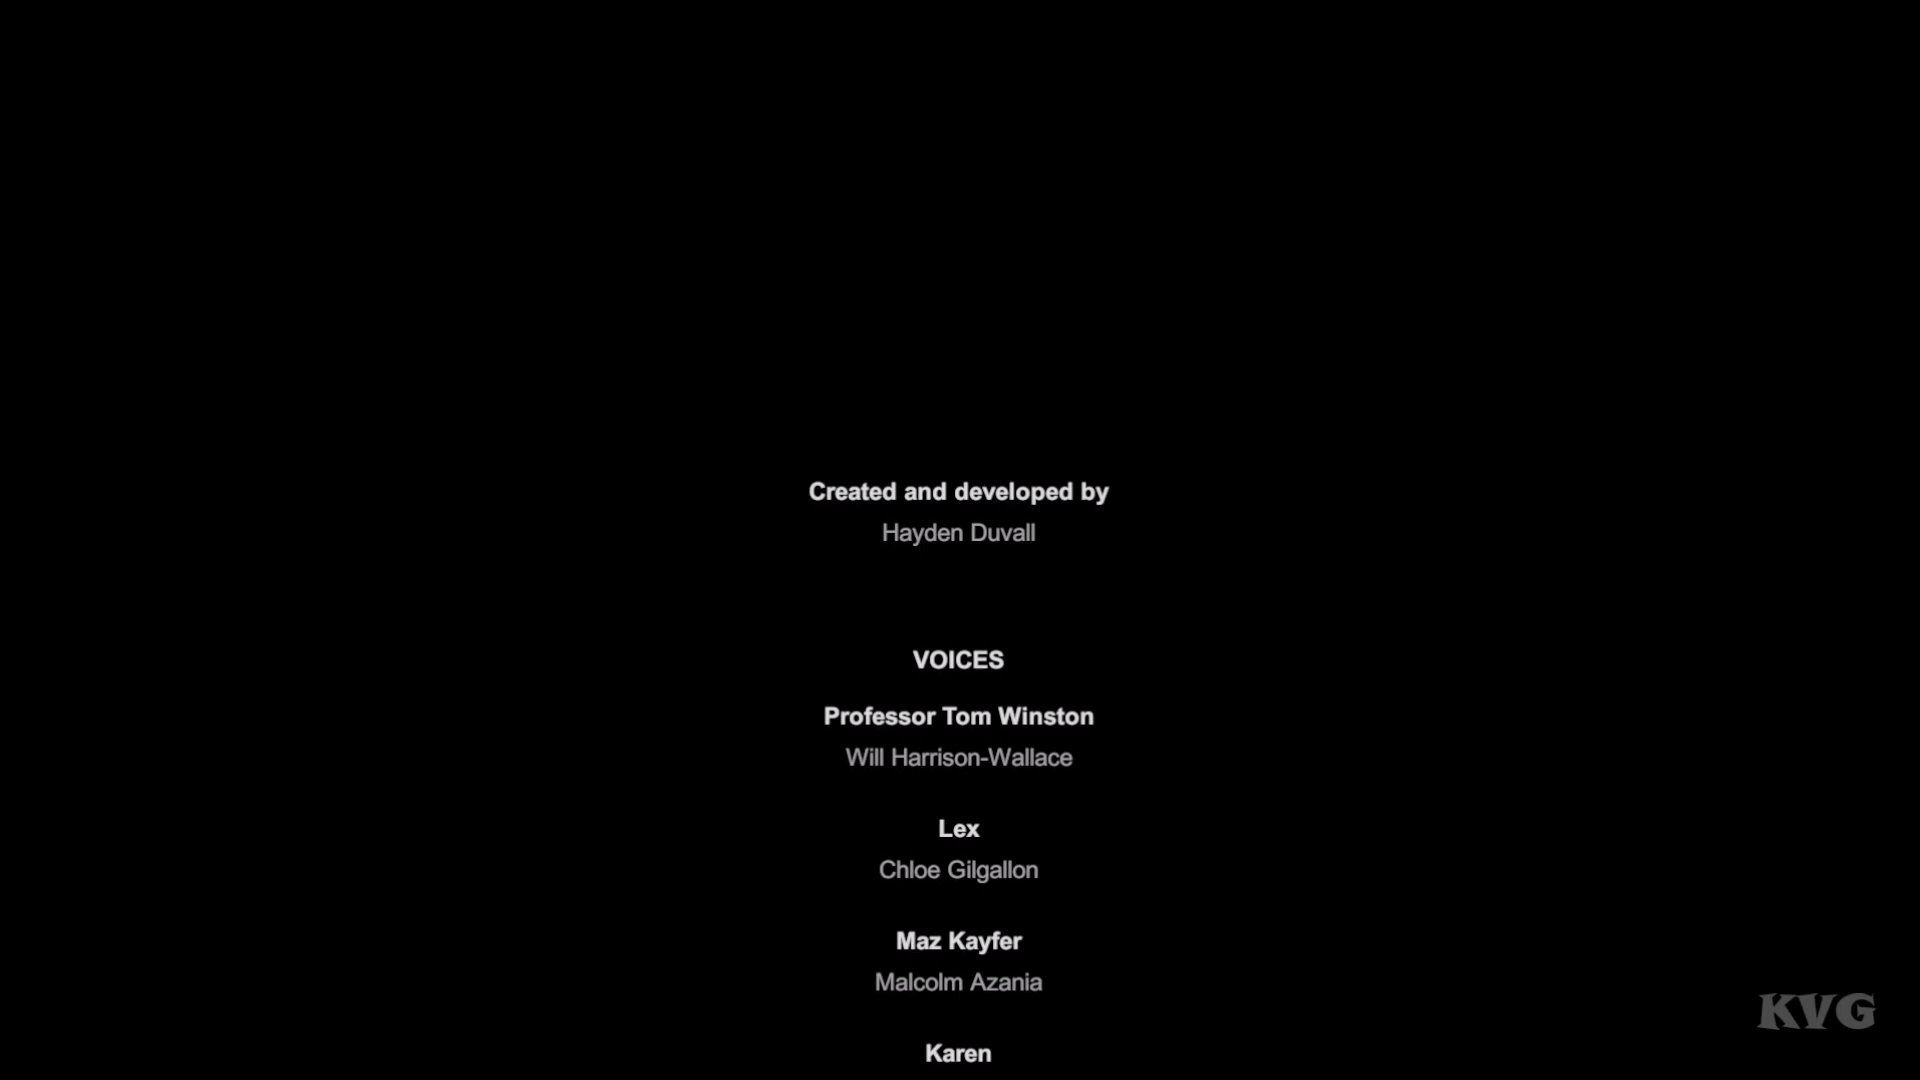 Created and developed by
Hayden Duvall
VOICES
Professor Tom Winston
Will Harrison-Wallace
Lex
Chloe Gilgallon
Maz Kayfer
Malcolm Azania
Karen
KVG